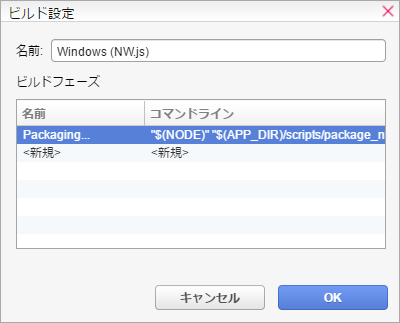 ビルド設定
名前: Windows (NW.js)
ビルドフェーズ
名前 コマンドライン
Packaging... "$(NODE)" "$(APP_DIR)/scripts/package_n
<新規> <新規>
キャンセル OK